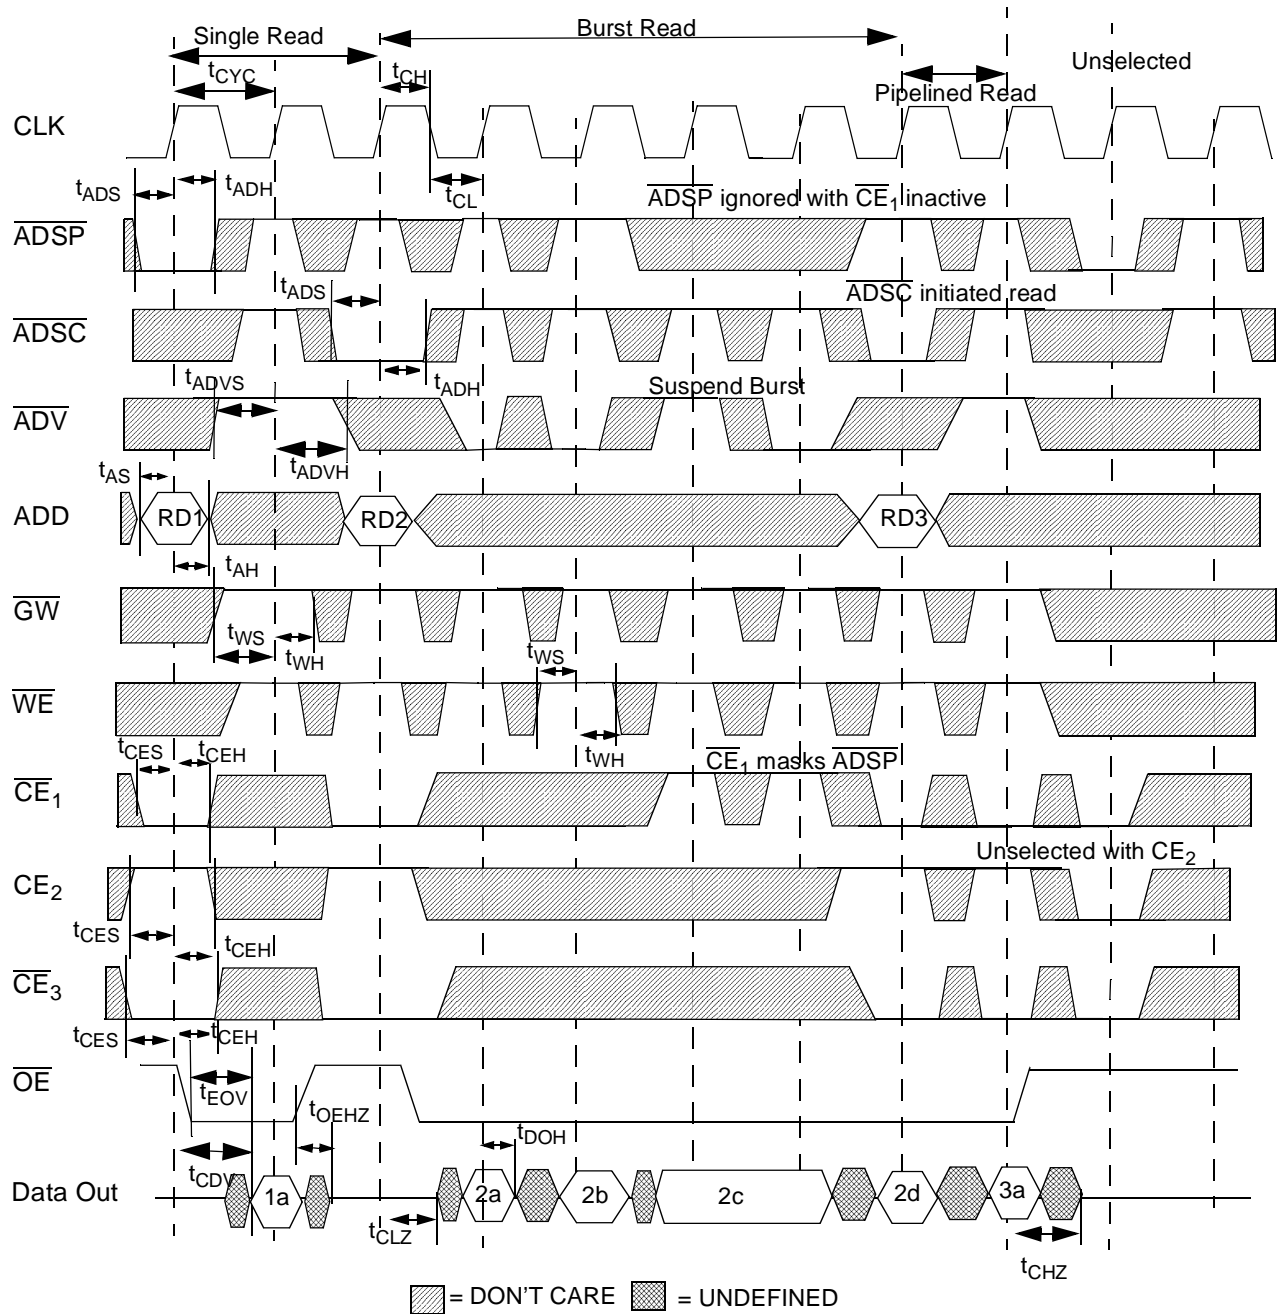 Single Read
Burst Read
Unselected
tCYC
tCH
Pipelined Read
CLK
tADS
tADH
tCL
ADSP ignored with CE1 inactive
ADSP
tADS
ADSC initiated read
ADSC
tADVS
tADH
Suspend Burst
ADV
tADVH
tAS
ADD
RD1
RD2
RD3
tAH
GW
tWS
tWH
tWS
WE
tCES
tCEH
tWH
CE1 masks ADSP
CE1
Unselected with CE2
CE2
tCES
tCEH
CE3
tCES
tCEH
OE
tEOV
tOEHZ
tDOH
tCDV
Data Out
1a
2a
2b
2c
2d
3a
tCLZ
tCHZ
= DON'T CARE
= UNDEFINED